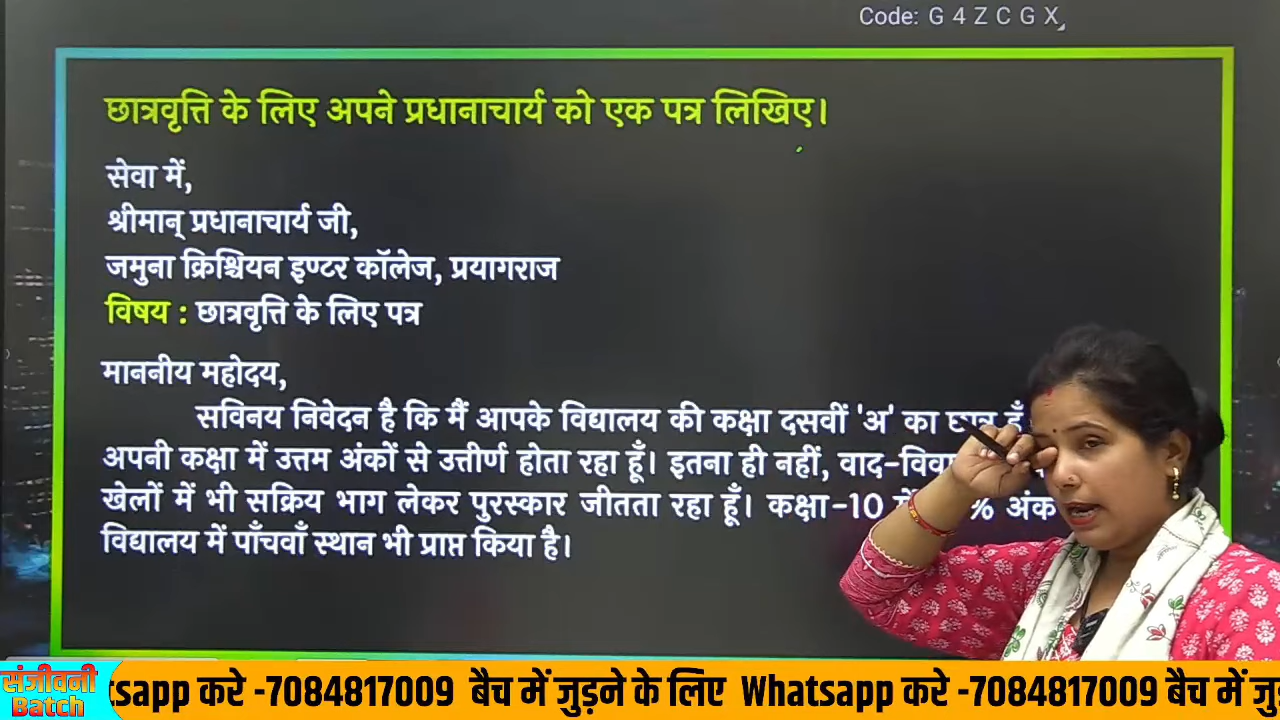 Code: G 4 Z C G X
छात्रवृत्ति के लिए अपने प्रधानाचार्य को एक पत्र लिखिए।
सेवा में,
श्रीमान् प्रधानाचार्य जी,
जमुना क्रिश्चियन इण्टर कॉलेज, प्रयागराज
विषय : छात्रवृत्ति के लिए पत्र
माननीय महोदय,
सविनय निवेदन है कि मैं आपके विद्यालय की कक्षा दसवीं 'अ' का छात्र हूँ
अपनी कक्षा में उत्तम अंकों से उत्तीर्ण होता रहा हूँ। इतना ही नहीं,
खेलों में भी सक्रिय भाग लेकर पुरस्कार जीतता रहा हूँ। कक्षा-10 % अंक
विद्यालय में पाँचवाँ स्थान भी प्राप्त किया है।
संजीवनी
Batch
करे -7084817009 बैच में जुड़ने के लिए Whatsapp करे -7084817009 बैच में